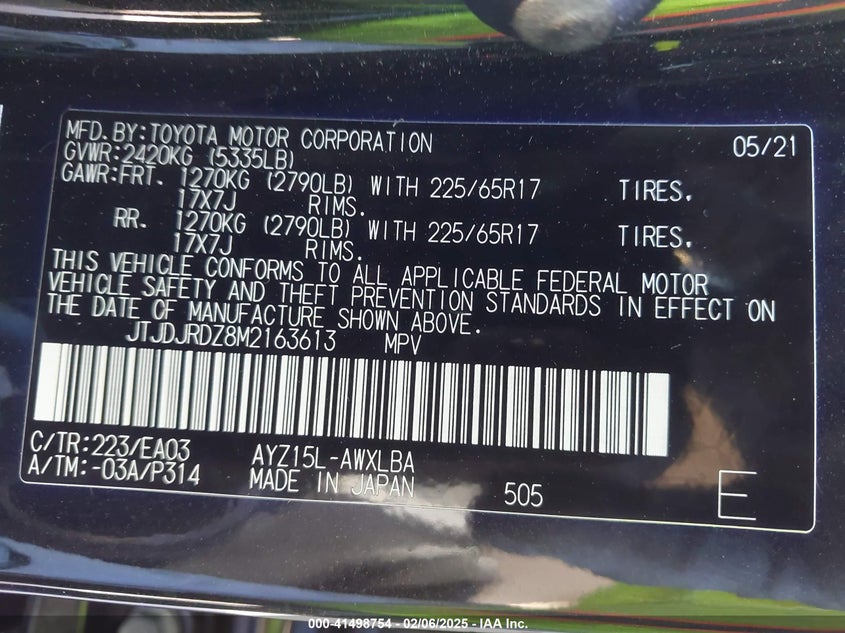 MFD.BY:TOYOTA MOTOR CORPORATION 05/21
GVWR:2420KG (5335LB)
GAWR:FRT. 1270KG (2790LB) WITH 225/65R17 TIRES.
17X7J RIMS.
RR. 1270KG (2790LB) WITH 225/65R17 TIRES.
17X7J RIMS.
THIS VEHICLE CONFORMS TO ALL APPLICABLE FEDERAL MOTOR
VEHICLE SAFETY AND THEFT PREVENTION STANDARDS IN EFFECT ON
THE DATE OF MANUFACTURE SHOWN ABOVE.
JTJDJRDZ8M2163613 MPV
C/TR:223/EA03 AYZ15L-AWXLBA
A/TM:-03A/P314 MADE IN JAPAN 505 E
000-41498754 - 02/06/2025 - IAA Inc.